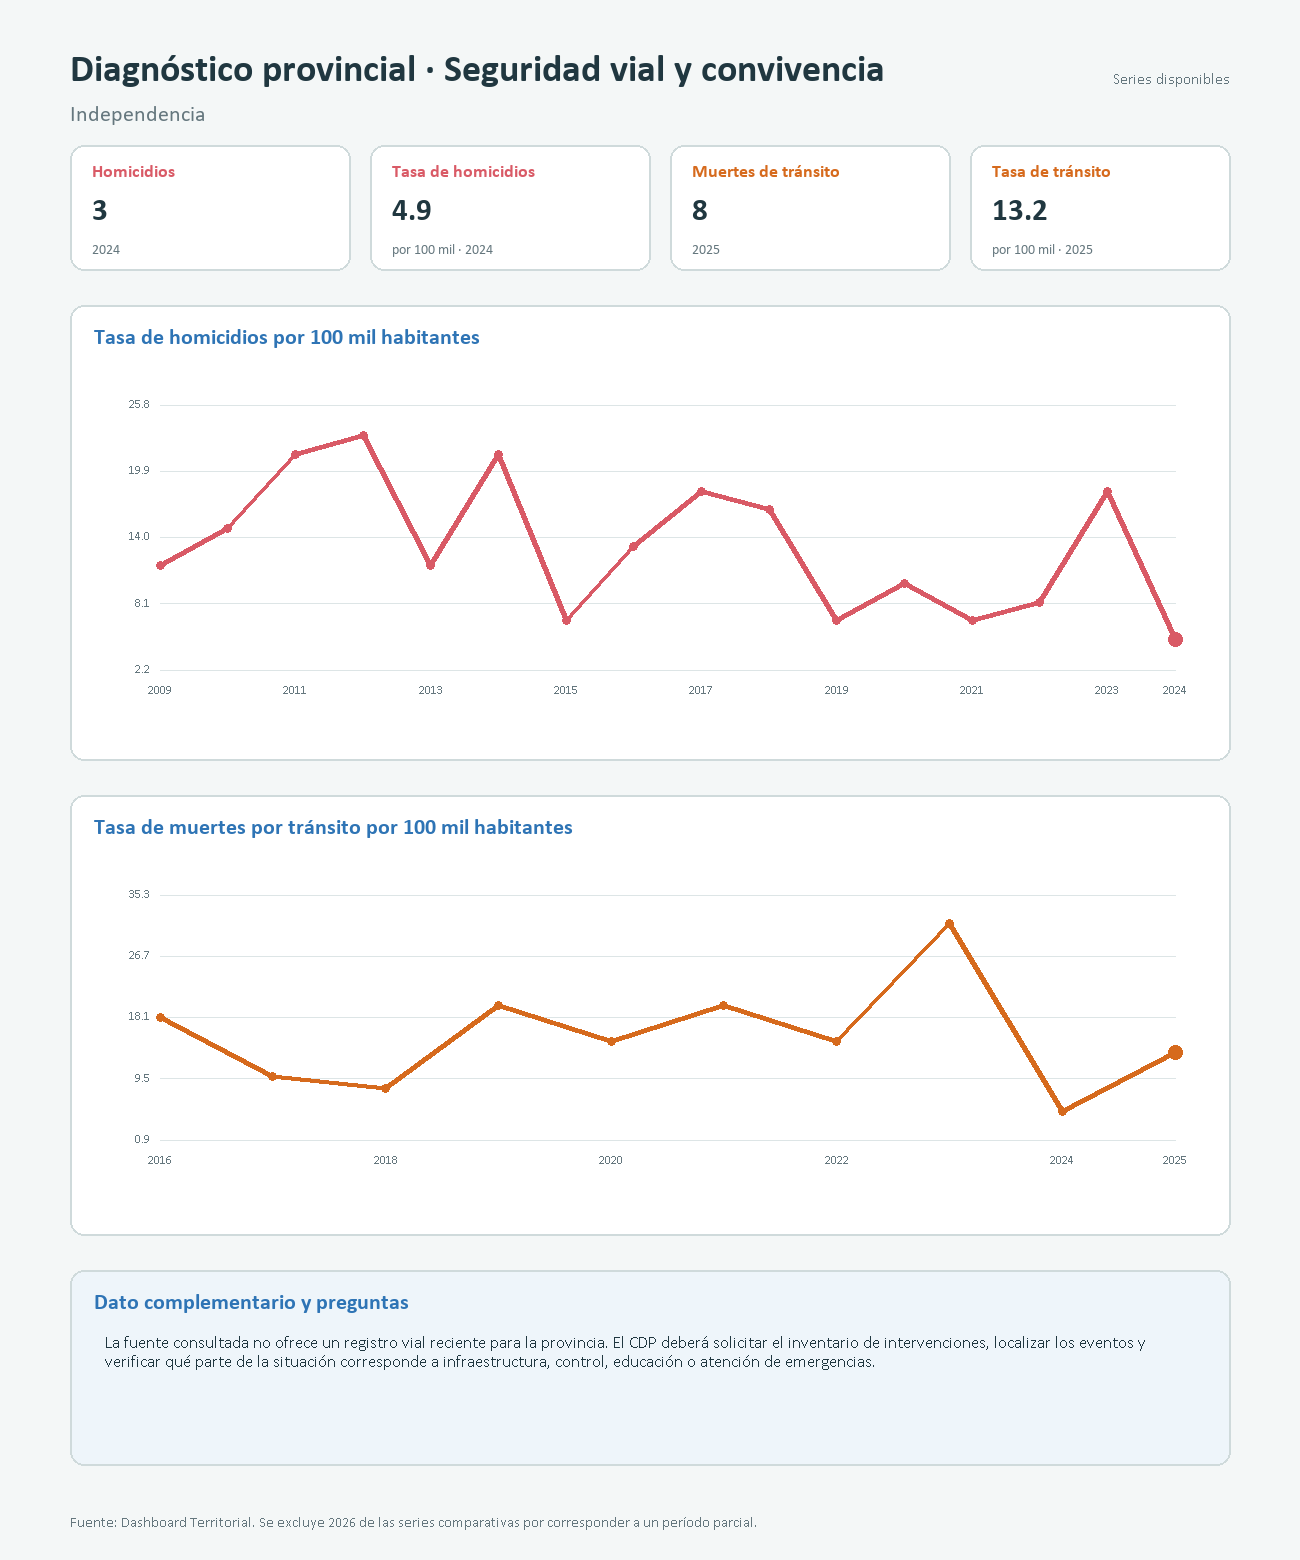 Diagnóstico provincial · Seguridad vial y convivencia
Series disponibles
Independencia
Homicidios
3
2024
Tasa de homicidios
4.9
por 100 mil · 2024
Muertes de tránsito
8
2025
Tasa de tránsito
13.2
por 100 mil · 2025
Tasa de homicidios por 100 mil habitantes
25.8
19.9
14.0
8.1
2.2
2009 2011 2013 2015 2017 2019 2021 2023 2024
Tasa de muertes por tránsito por 100 mil habitantes
35.3
26.7
18.1
9.5
0.9
2016 2018 2020 2022 2024 2025
Dato complementario y preguntas
La fuente consultada no ofrece un registro vial reciente para la provincia. El CDP deberá solicitar el inventario de intervenciones, localizar los eventos y
verificar qué parte de la situación corresponde a infraestructura, control, educación o atención de emergencias.
Fuente: Dashboard Territorial. Se excluye 2026 de las series comparativas por corresponder a un período parcial.